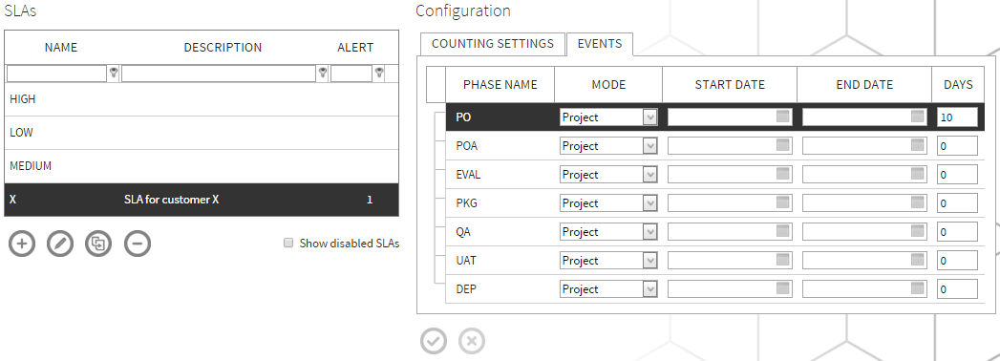 SLAs
NAME DESCRIPTION ALERT
HIGH
LOW
MEDIUM
X SLA for customer X 1
Show disabled SLAs
Configuration
COUNTING SETTINGS EVENTS
PHASE NAME MODE START DATE END DATE DAYS
PO Project 10
POA Project 0
EVAL Project 0
PKG Project 0
QA Project 0
UAT Project 0
DEP Project 0